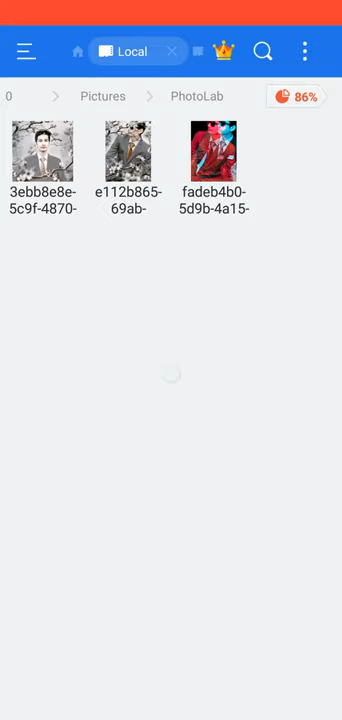 Local
0 Pictures PhotoLab 86%
3ebb8e8e-
5c9f-4870-
e112b865-
69ab-
fadeb4b0-
5d9b-4a15-